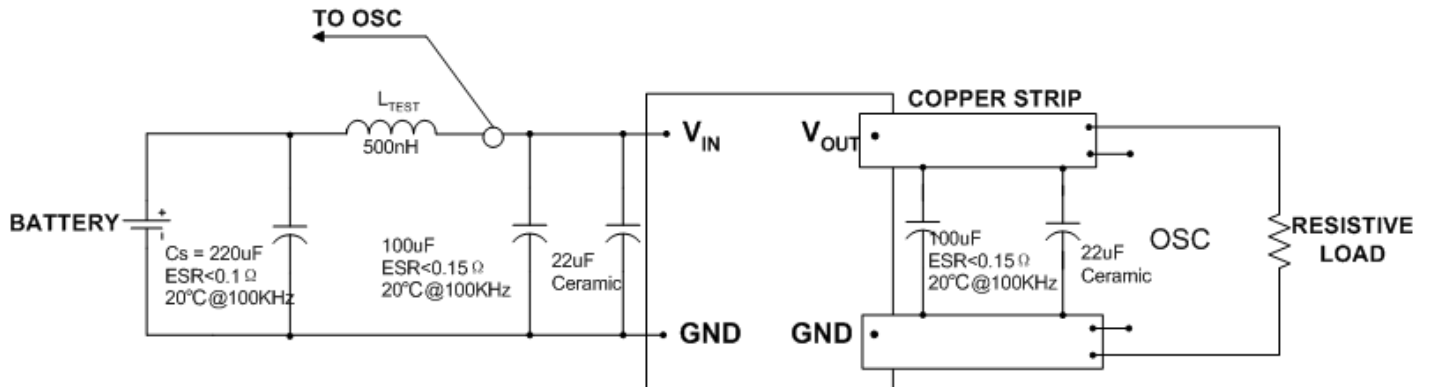 TO OSC
LTEST
500nH
COPPER STRIP
VIN
VOUT
BATTERY
+
-
Cs = 220uF
ESR<0.1Ω
20℃@100KHz
100uF
ESR<0.15Ω
20℃@100KHz
22uF
Ceramic
100uF
ESR<0.15Ω
20℃@100KHz
22uF
Ceramic
OSC
RESISTIVE
LOAD
GND
GND